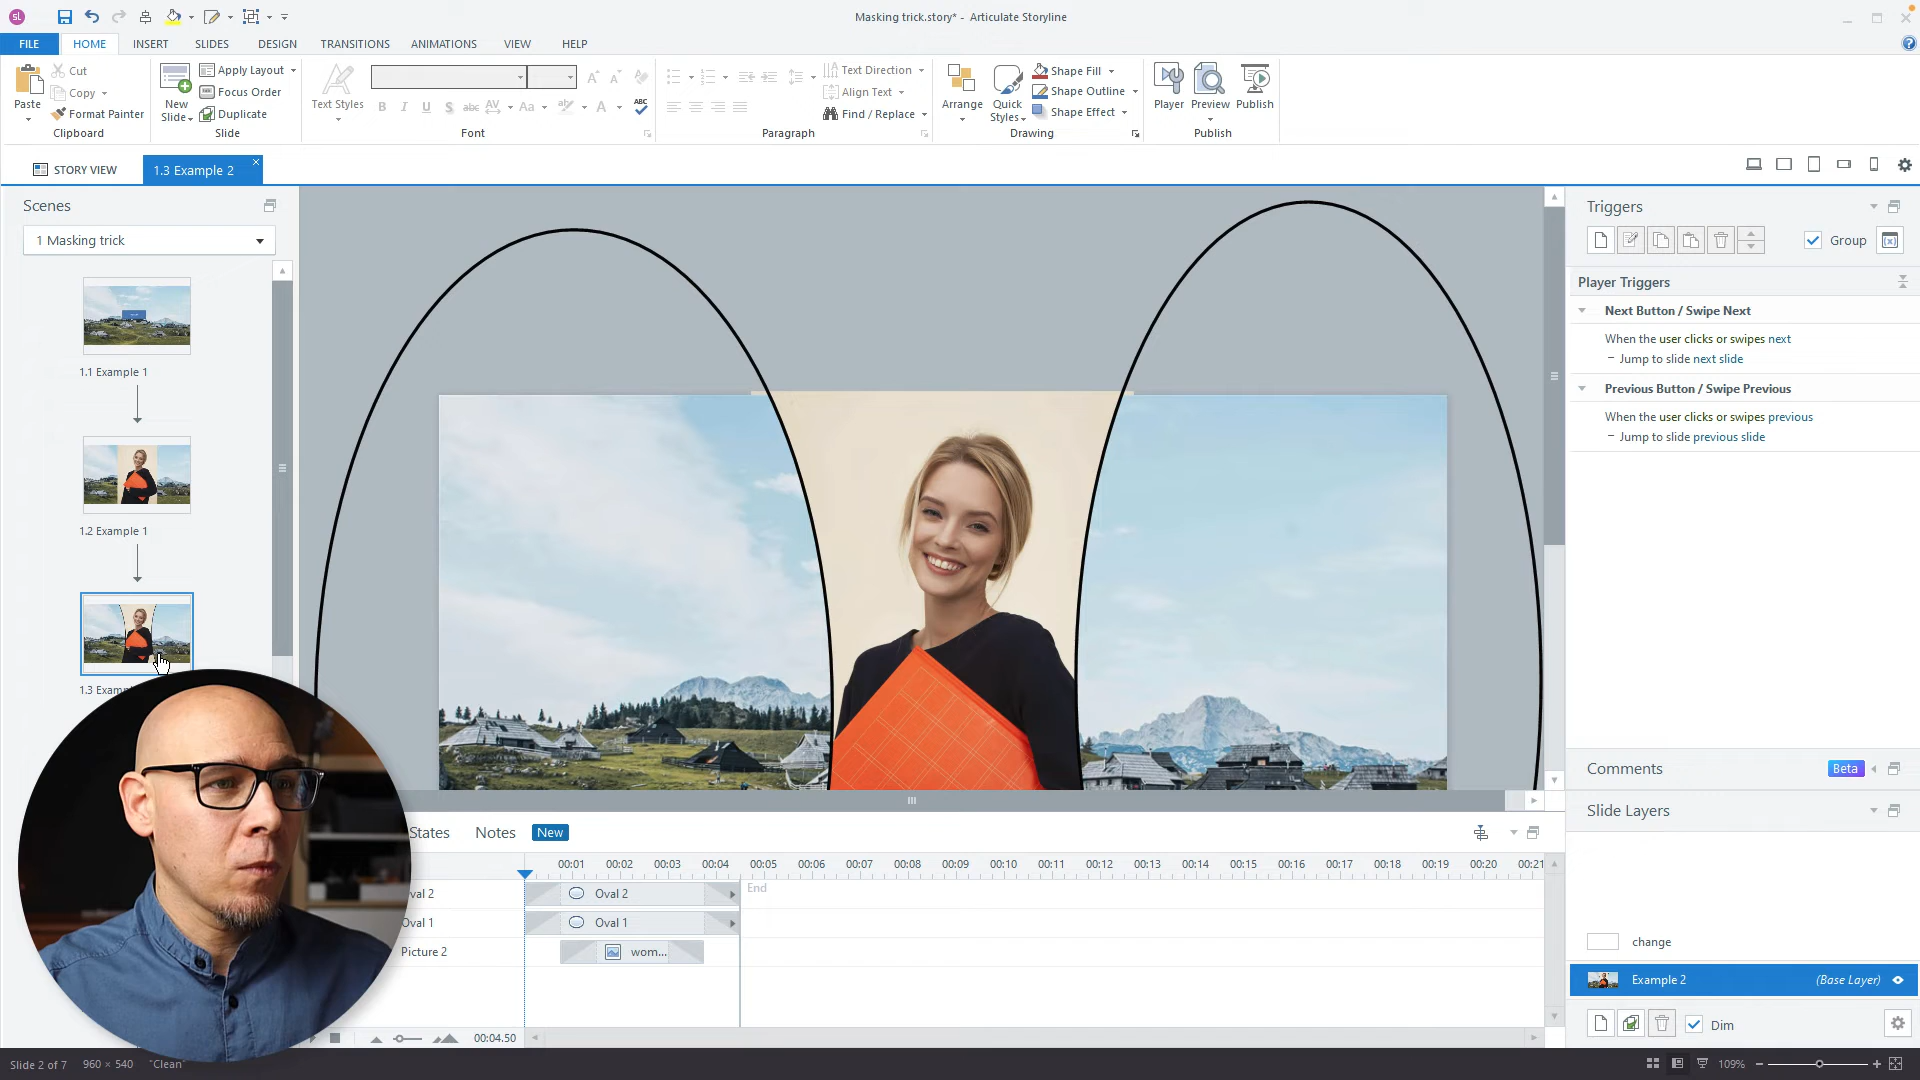 sl
Masking trick.story* - Articulate Storyline
FILE HOME INSERT SLIDES DESIGN TRANSITIONS ANIMATIONS VIEW HELP
Paste
Cut
Copy
Format Painter
Clipboard
New Slide
Apply Layout
Focus Order
Duplicate
Slide
Text Styles
B I U S abc AV Aa A ABC
Font
Text Direction
Align Text
Find / Replace
Paragraph
Arrange
Quick Styles
Shape Fill
Shape Outline
Shape Effect
Drawing
Player
Preview
Publish
Publish
STORY VIEW
1.3 Example 2
Scenes
1 Masking trick
1.1 Example 1
1.2 Example 1
1.3 Exam
Triggers
Group
Player Triggers
Next Button / Swipe Next
When the user clicks or swipes next
– Jump to slide next slide
Previous Button / Swipe Previous
When the user clicks or swipes previous
– Jump to slide previous slide
Comments
Beta
Slide Layers
change
Example 2 (Base Layer)
Dim
States Notes New
00:01 00:02 00:03 00:04 00:05 00:06 00:07 00:08 00:09 00:10 00:11 00:12 00:13 00:14 00:15 00:16 00:17 00:18 00:19 00:20 00:21
val 2 Oval 2 End
Oval 1 Oval 1
Picture 2 wom...
00:04.50
Slide 2 of 7 960 × 540 "Clean" 109%